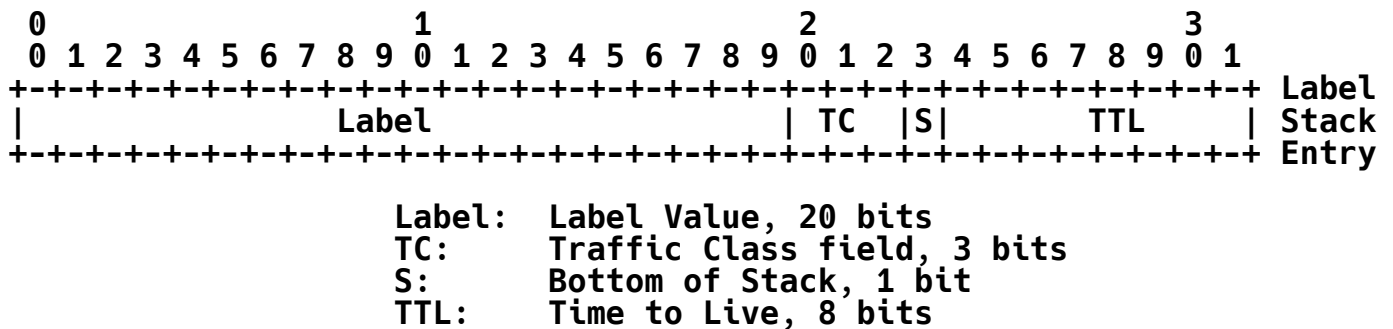 0                   1                   2                   3
 0 1 2 3 4 5 6 7 8 9 0 1 2 3 4 5 6 7 8 9 0 1 2 3 4 5 6 7 8 9 0 1
+-+-+-+-+-+-+-+-+-+-+-+-+-+-+-+-+-+-+-+-+-+-+-+-+-+-+-+-+-+-+-+-+ Label
|                Label                  | TC  |S|       TTL     | Stack
+-+-+-+-+-+-+-+-+-+-+-+-+-+-+-+-+-+-+-+-+-+-+-+-+-+-+-+-+-+-+-+-+ Entry
                    Label:  Label Value, 20 bits
                    TC:     Traffic Class field, 3 bits
                    S:      Bottom of Stack, 1 bit
                    TTL:    Time to Live, 8 bits